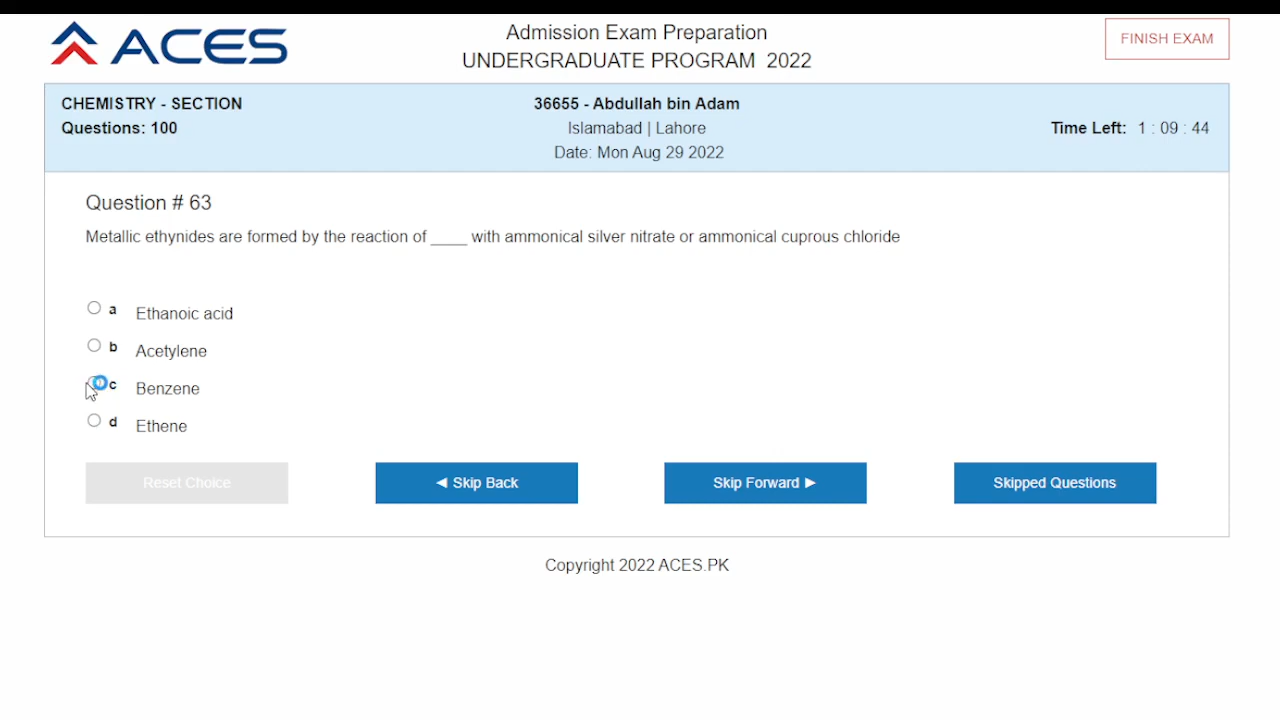 ACES
Admission Exam Preparation
UNDERGRADUATE PROGRAM 2022
FINISH EXAM
CHEMISTRY - SECTION
Questions: 100
36655 - Abdullah bin Adam
Islamabad | Lahore
Date: Mon Aug 29 2022
Time Left: 1 : 09 : 44
Question # 63
Metallic ethynides are formed by the reaction of ____ with ammonical silver nitrate or ammonical cuprous chloride
a Ethanoic acid
b Acetylene
c Benzene
d Ethene
Reset Choice
◄ Skip Back
Skip Forward ►
Skipped Questions
Copyright 2022 ACES.PK